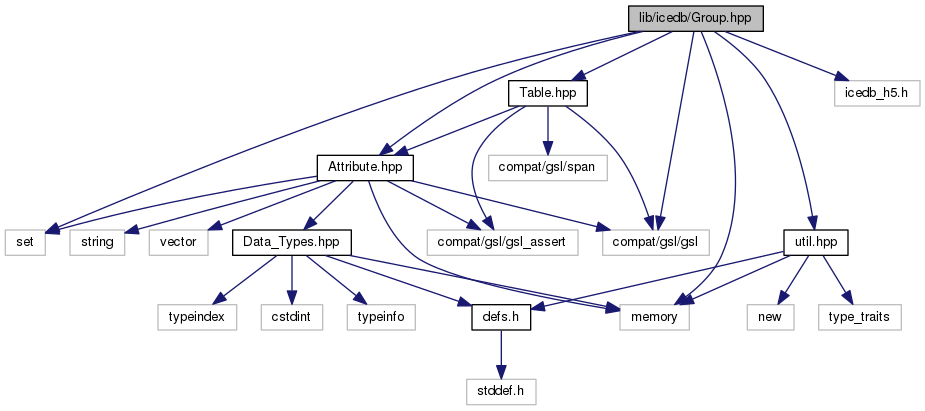 lib/icedb/Group.hpp
Table.hpp
icedb_h5.h
Attribute.hpp
compat/gsl/span
set
string
vector
Data_Types.hpp
compat/gsl/gsl_assert
compat/gsl/gsl
util.hpp
typeindex
cstdint
typeinfo
defs.h
memory
new
type_traits
stddef.h